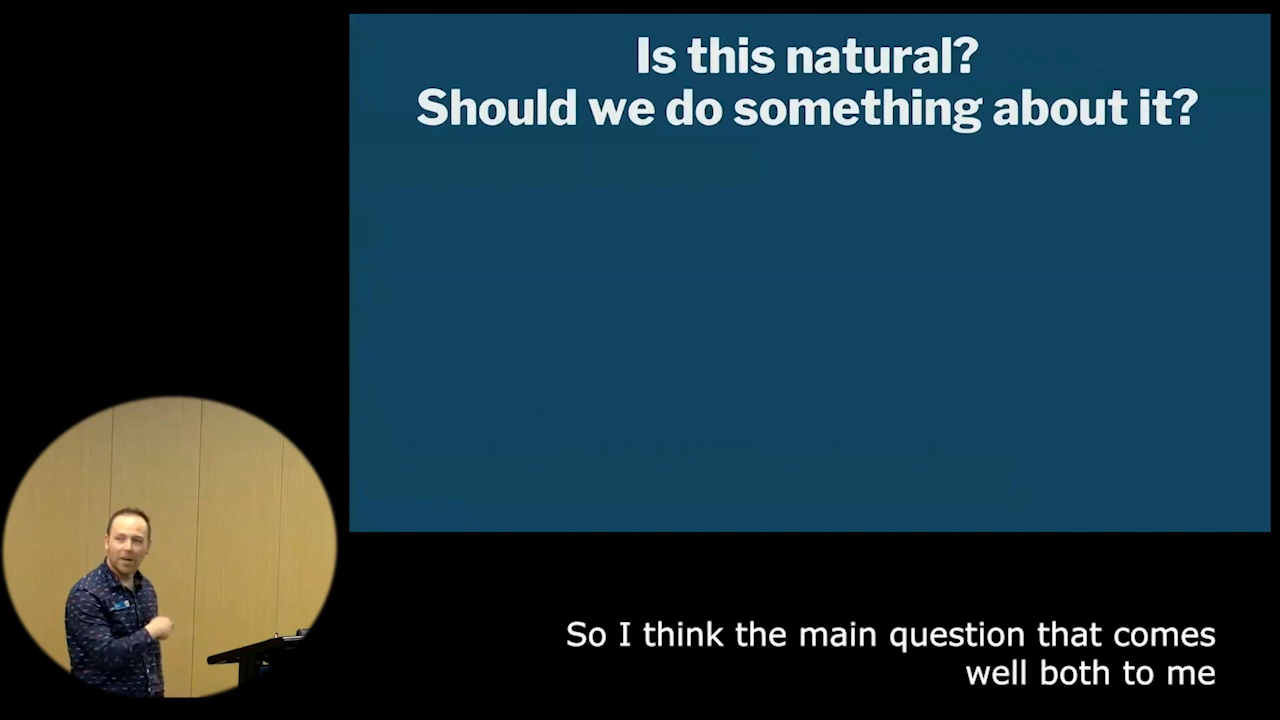 Is this natural?
Should we do something about it?
So I think the main question that comes
well both to me